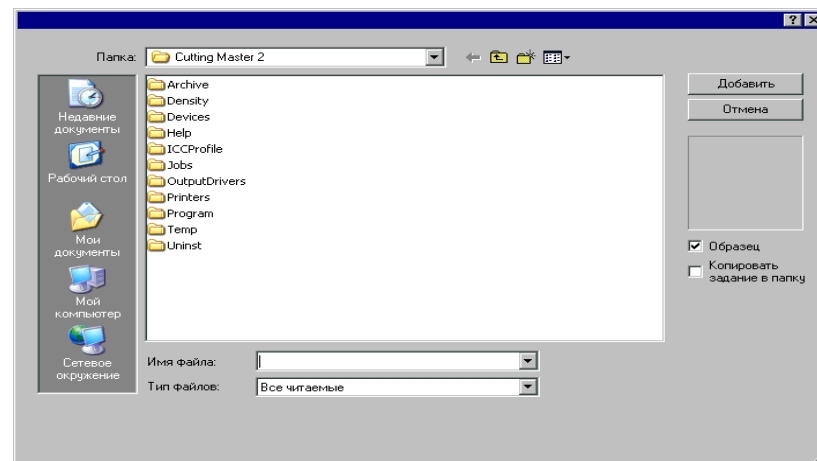 Папка: Cutting Master 2
Недавние
документы
Рабочий стол
Мои
документы
Мой
компьютер
Сетевое
окружение
Archive
Density
Devices
Help
ICCProfile
Jobs
OutputDrivers
Printers
Program
Temp
Uninst
Имя файла:
Тип файлов: Все читаемые
Добавить
Отмена
Образец
Копировать
задание в папку